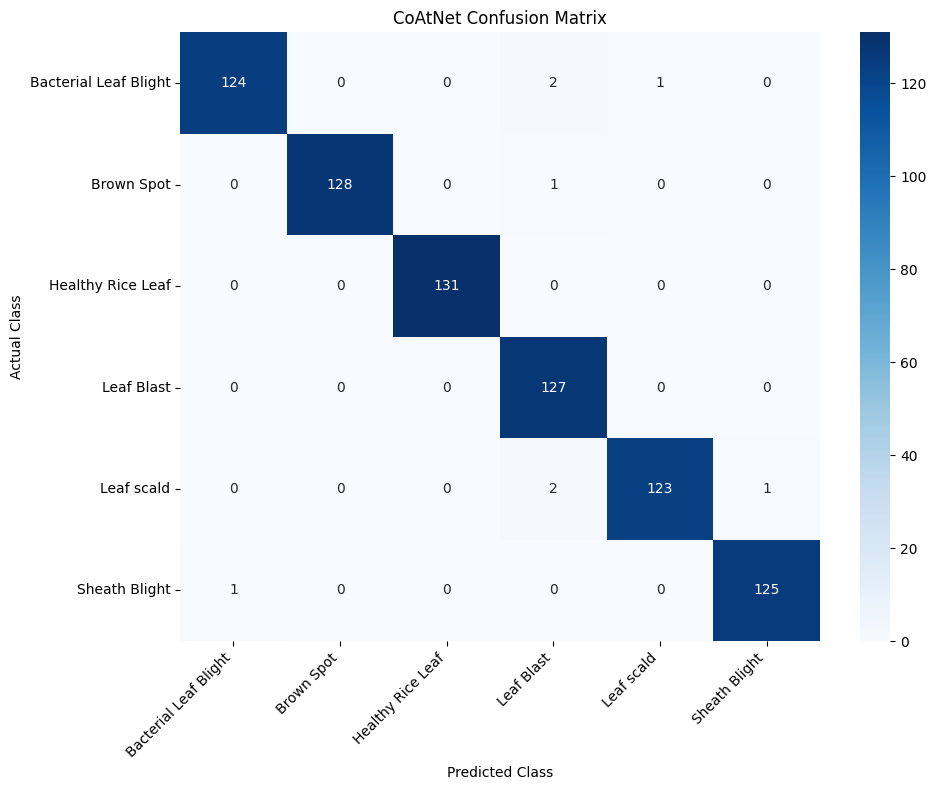 CoAtNet Confusion Matrix
Actual Class
Bacterial Leaf Blight 124 0 0 2 1 0
Brown Spot 0 128 0 1 0 0
Healthy Rice Leaf 0 0 131 0 0 0
Leaf Blast 0 0 0 127 0 0
Leaf scald 0 0 0 2 123 1
Sheath Blight 1 0 0 0 0 125
Bacterial Leaf Blight
Brown Spot
Healthy Rice Leaf
Leaf Blast
Leaf scald
Sheath Blight
Predicted Class
120
100
80
60
40
20
0